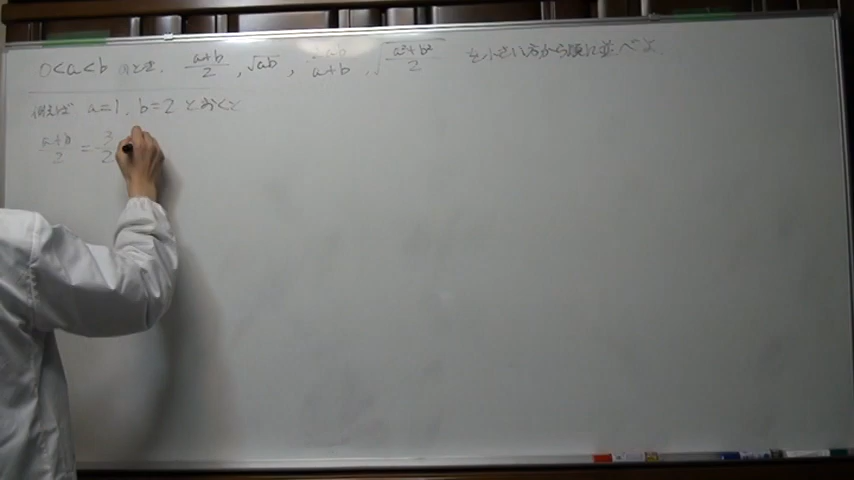 0<a<bのとき、 (a+b)/2 , √ab , 2ab/(a+b) , √((a²+b²)/2) を小さい方から順に並べよ.
例えば a=1, b=2 とおくと
(a+b)/2 = 3/2